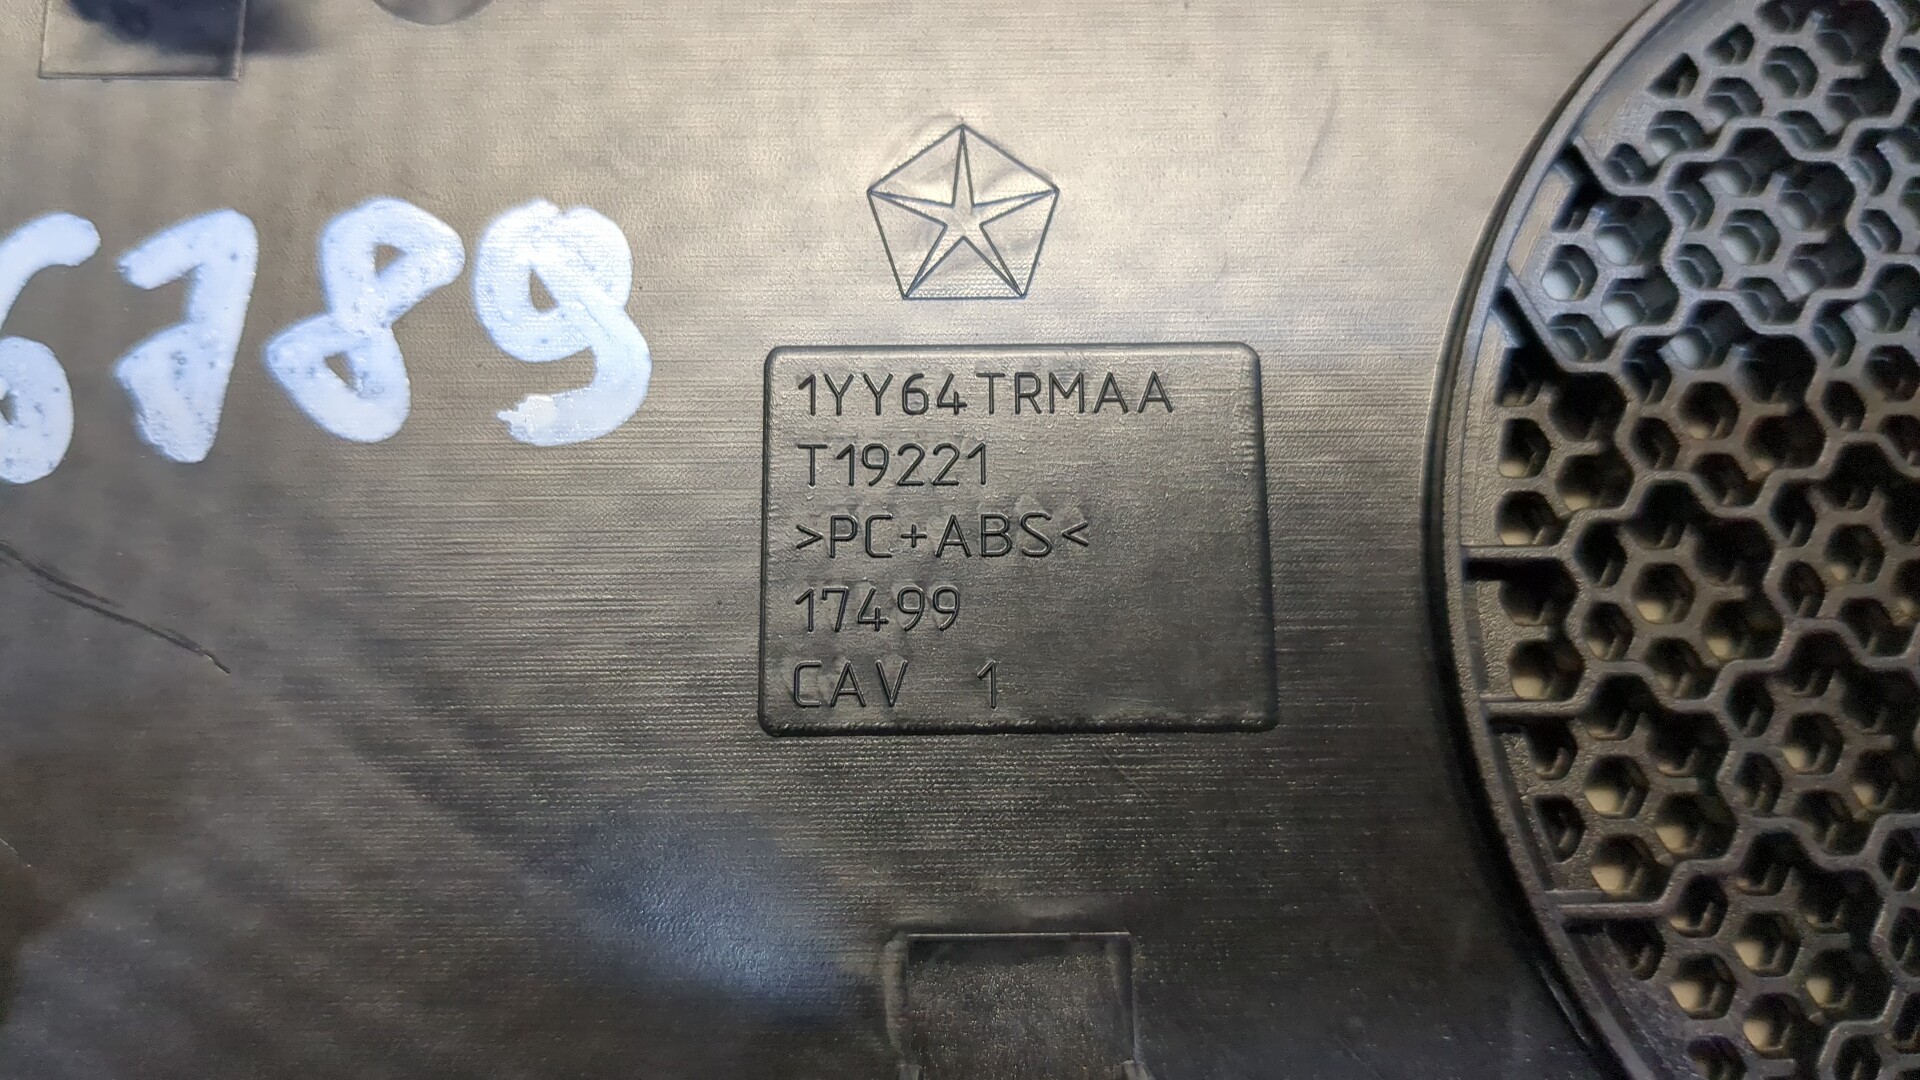 6789
1YY64TRMAA
T19221
>PC+ABS<
17499
CAV 1